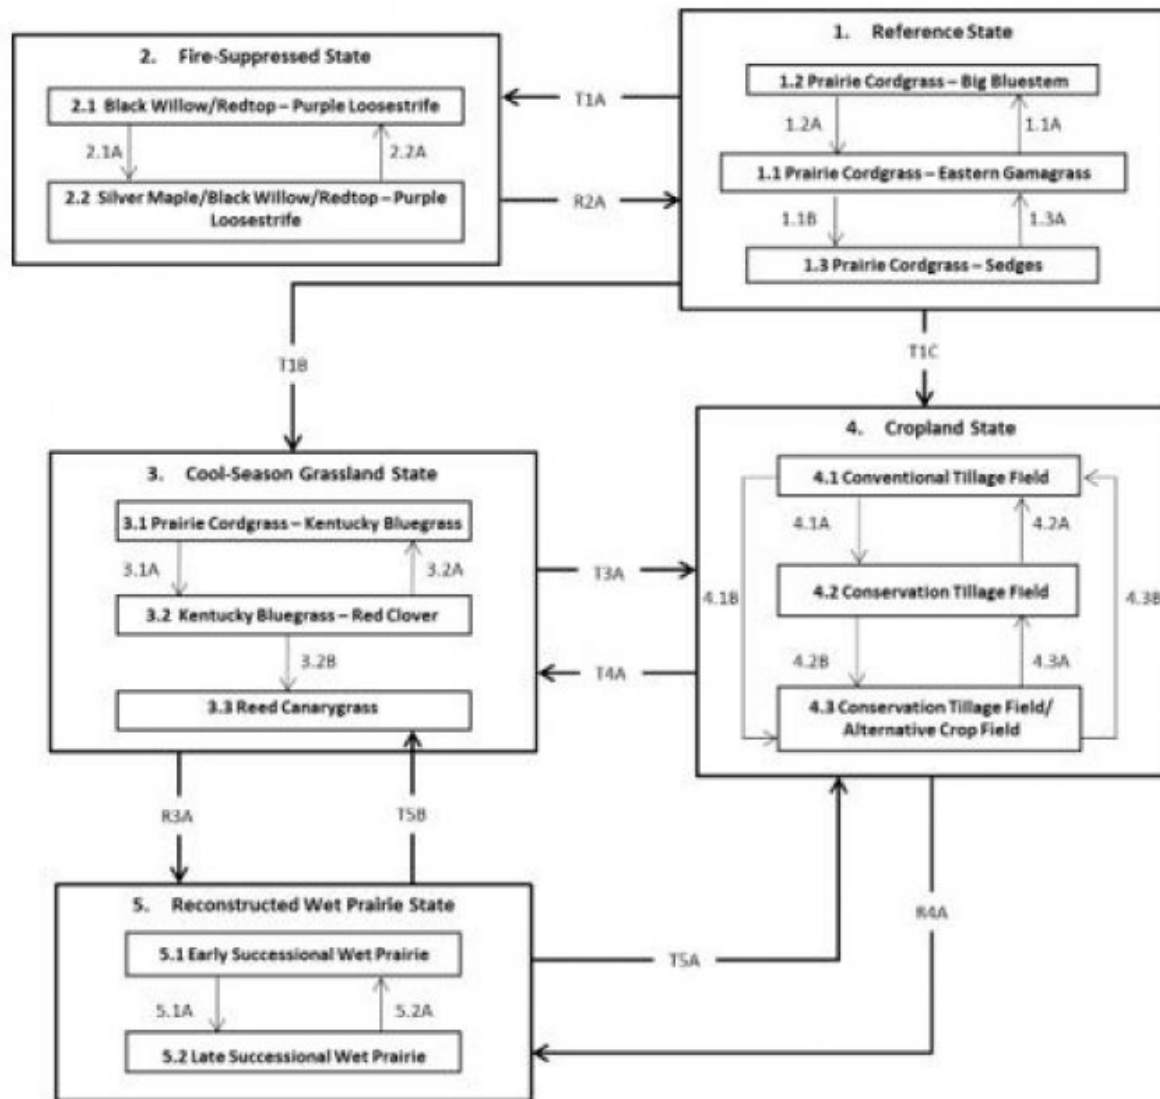 2. Fire-Suppressed State
2.1 Black Willow/Redtop – Purple Loosestrife
2.1A
2.2A
2.2 Silver Maple/Black Willow/Redtop – Purple
Loosestrife
T1A
R2A
1. Reference State
1.2 Prairie Cordgrass – Big Bluestem
1.2A
1.1A
1.1 Prairie Cordgrass – Eastern Gamagrass
1.1B
1.3A
1.3 Prairie Cordgrass – Sedges
T1B
T1C
3. Cool-Season Grassland State
3.1 Prairie Cordgrass – Kentucky Bluegrass
3.1A
3.2A
3.2 Kentucky Bluegrass – Red Clover
3.2B
3.3 Reed Canarygrass
T3A
T4A
4. Cropland State
4.1 Conventional Tillage Field
4.1A
4.2A
4.1B
4.2 Conservation Tillage Field
4.3B
4.2B
4.3A
4.3 Conservation Tillage Field/
Alternative Crop Field
R3A
T5B
5. Reconstructed Wet Prairie State
5.1 Early Successional Wet Prairie
5.1A
5.2A
5.2 Late Successional Wet Prairie
T5A
R4A